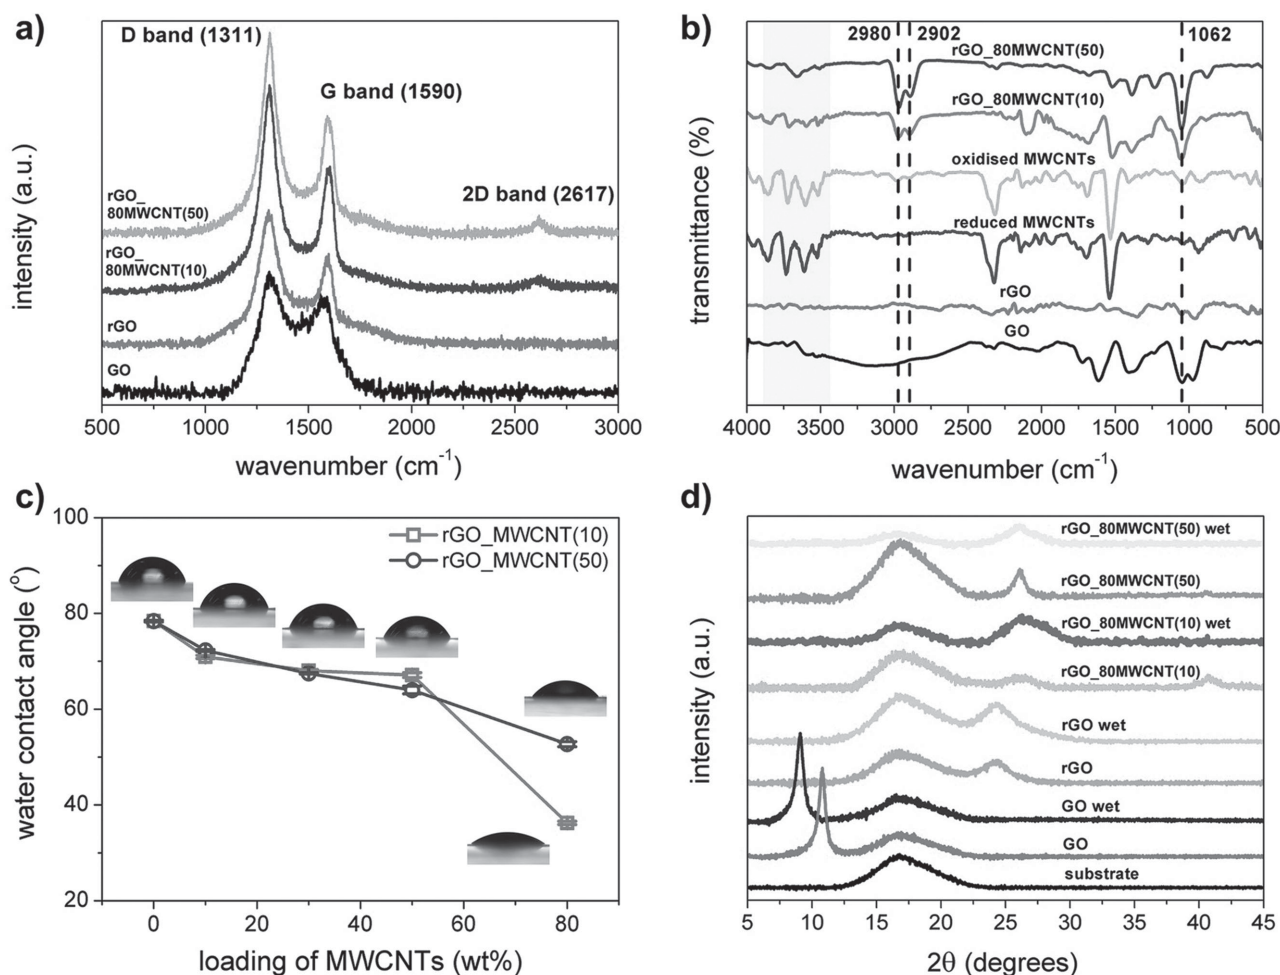 a)
D band (1311)
G band (1590)
2D band (2617)
rGO_
80MWCNT(50)
rGO_
80MWCNT(10)
rGO
GO
intensity (a.u.)
500 1000 1500 2000 2500 3000
wavenumber (cm⁻¹)
b)
2980 2902 1062
rGO_80MWCNT(50)
rGO_80MWCNT(10)
oxidised MWCNTs
reduced MWCNTs
rGO
GO
transmittance (%)
4000 3500 3000 2500 2000 1500 1000 500
wavenumber (cm⁻¹)
c)
100
80
60
40
20
rGO_MWCNT(10)
rGO_MWCNT(50)
water contact angle (°)
0 20 40 60 80
loading of MWCNTs (wt%)
d)
rGO_80MWCNT(50) wet
rGO_80MWCNT(50)
rGO_80MWCNT(10) wet
rGO_80MWCNT(10)
rGO wet
rGO
GO wet
GO
substrate
intensity (a.u.)
5 10 15 20 25 30 35 40 45
2θ (degrees)